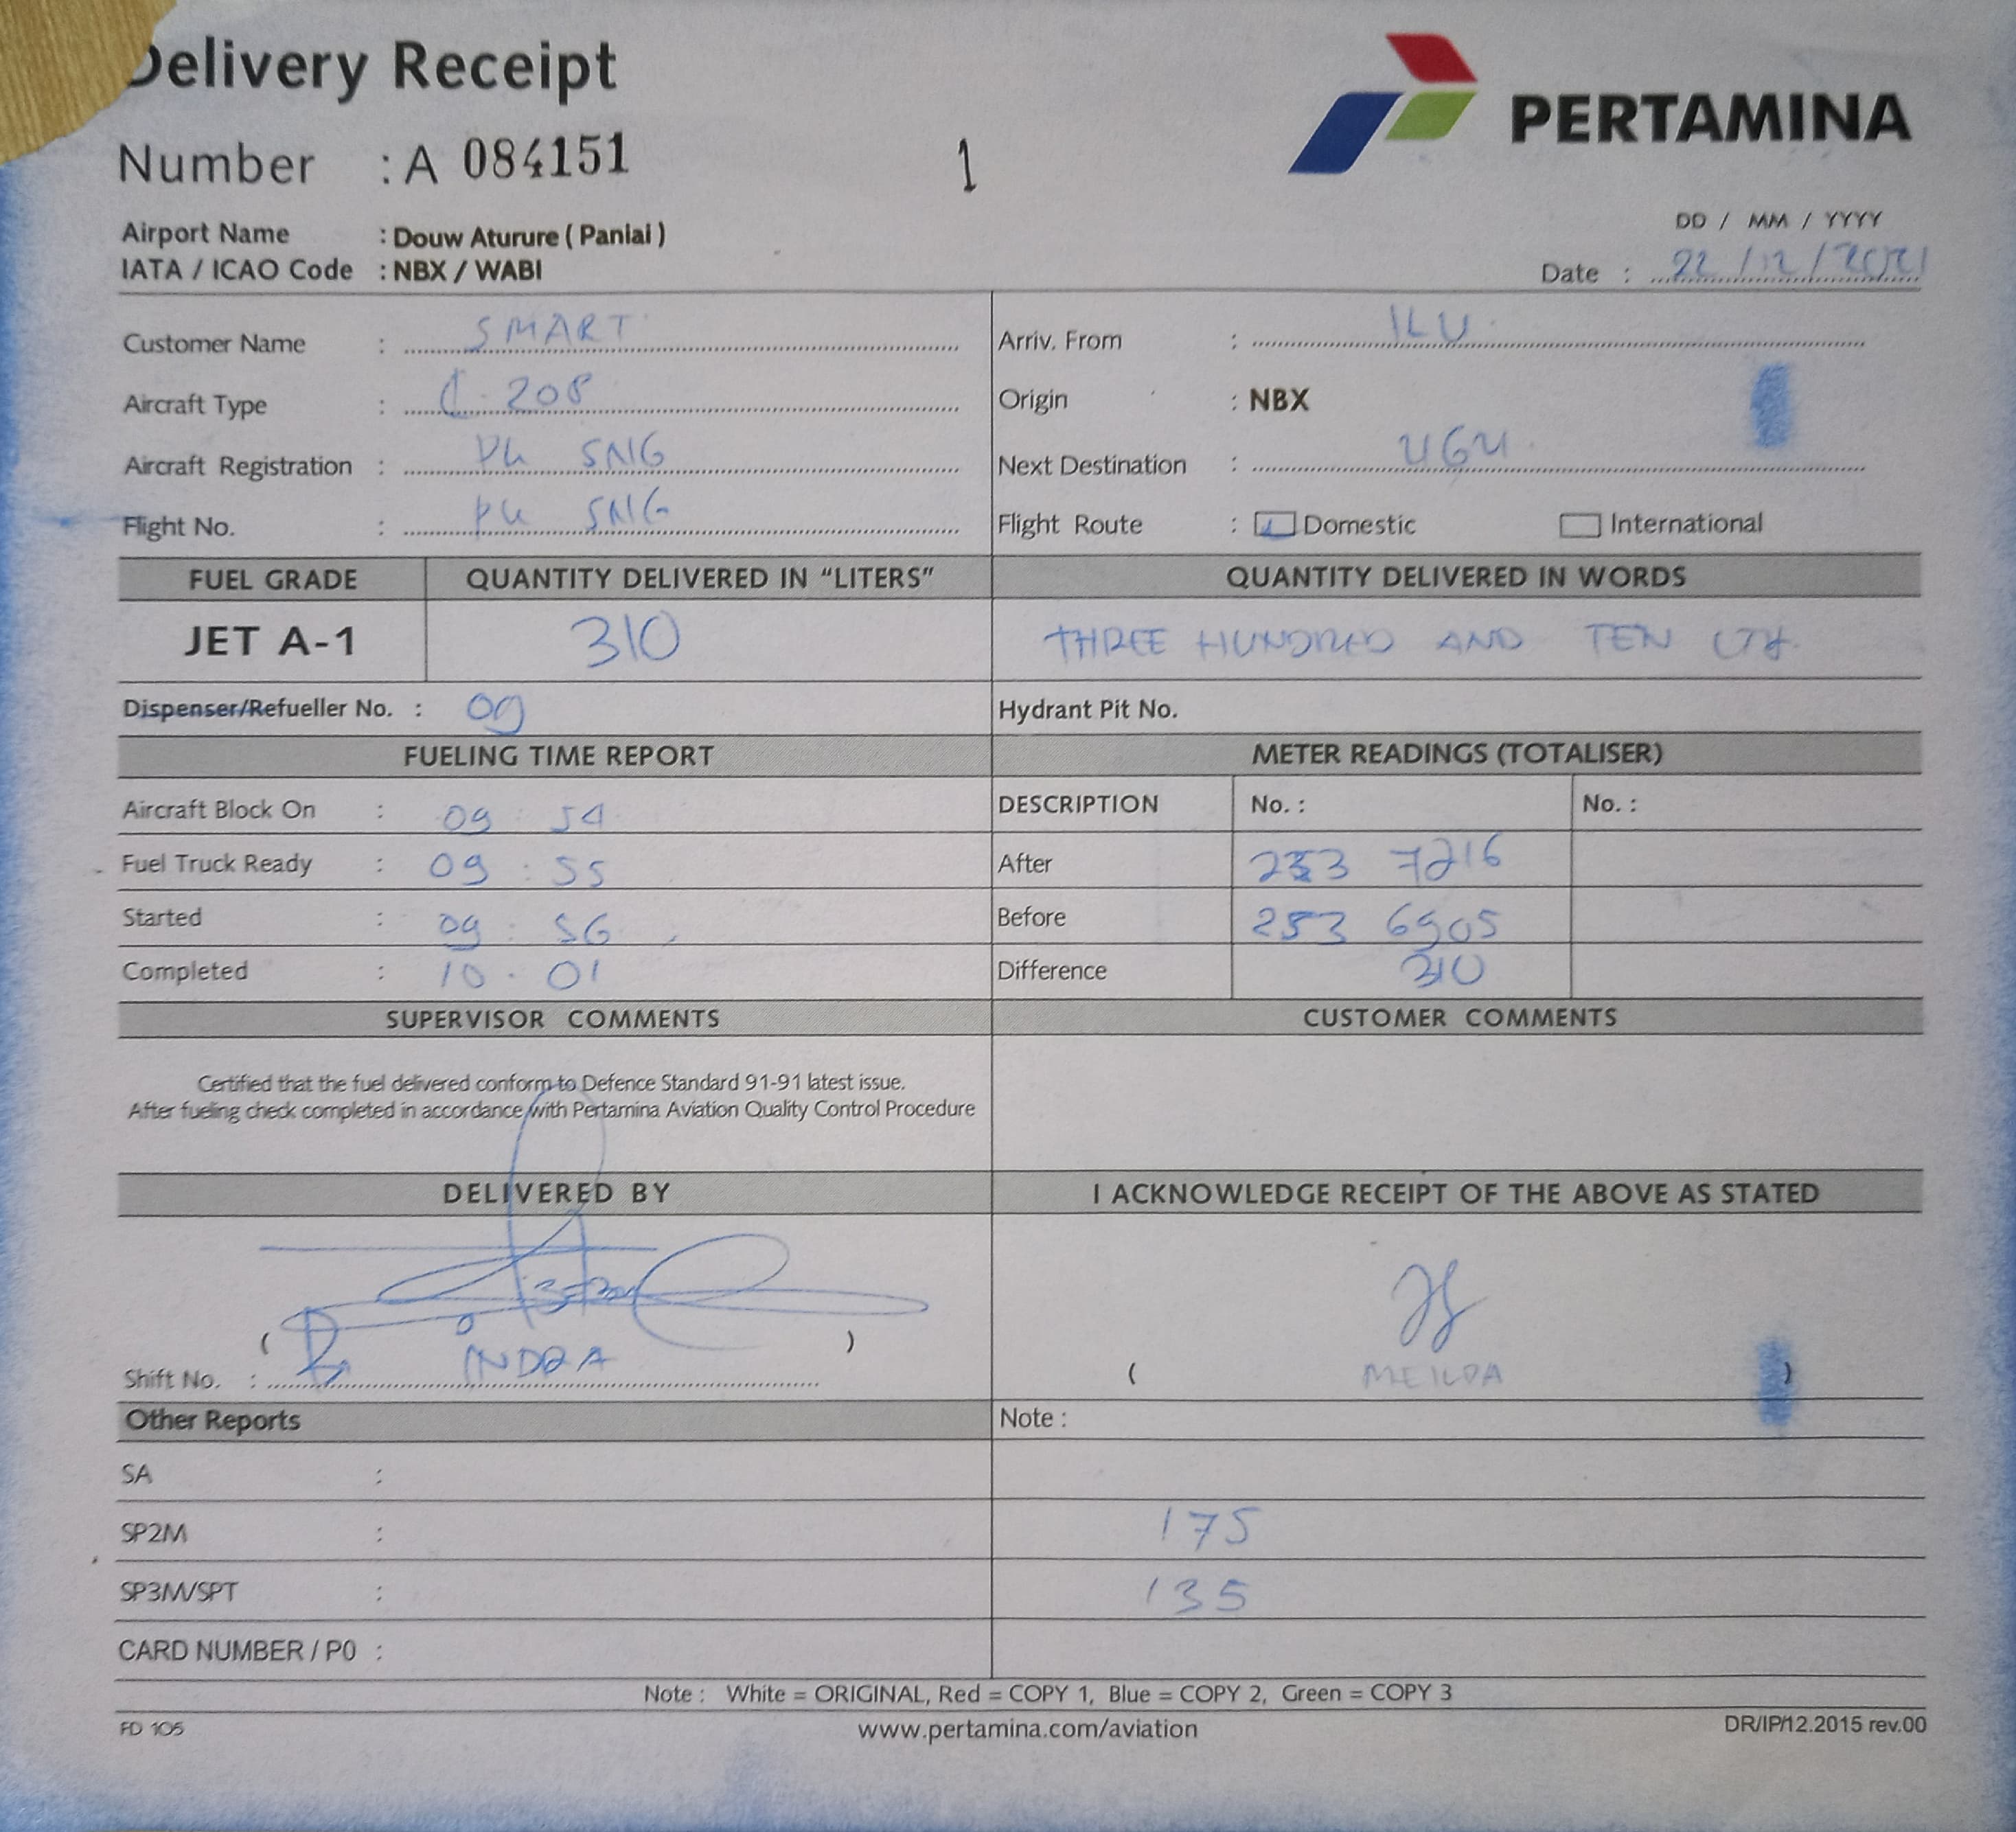 Delivery Receipt
PERTAMINA
Number : A 084151
1
Airport Name : Douw Aturure ( Paniai )
IATA / ICAO Code : NBX / WABI
DD / MM / YYYY
Date : 22 / 12 / 2021
Customer Name : SMART
Arriv. From : ILU
Aircraft Type : C 208
Origin : NBX
Aircraft Registration : PK SNG
Next Destination : UGU
Flight No. : PK SNG
Flight Route : Domestic International
FUEL GRADE QUANTITY DELIVERED IN “LITERS” QUANTITY DELIVERED IN WORDS
JET A-1 310 THREE HUNDRED AND TEN LTR
Dispenser/Refueller No. : 09 Hydrant Pit No.
FUELING TIME REPORT METER READINGS (TOTALISER)
Aircraft Block On : 09 : 54 DESCRIPTION No. : No. :
Fuel Truck Ready : 09 : 55 After 253 7216
Started : 09 : 56 Before 253 6905
Completed : 10 . 01 Difference 310
SUPERVISOR COMMENTS CUSTOMER COMMENTS
Certified that the fuel delivered conform to Defence Standard 91-91 latest issue.
After fueling check completed in accordance with Pertamina Aviation Quality Control Procedure
DELIVERED BY I ACKNOWLEDGE RECEIPT OF THE ABOVE AS STATED
( )
Shift No. : INDRA
( MEILDA )
Other Reports Note :
SA :
SP2M : 175
SP3M/SPT : 135
CARD NUMBER / P0 :
Note : White = ORIGINAL, Red = COPY 1, Blue = COPY 2, Green = COPY 3
FD 105 www.pertamina.com/aviation DR/IP/12.2015 rev.00